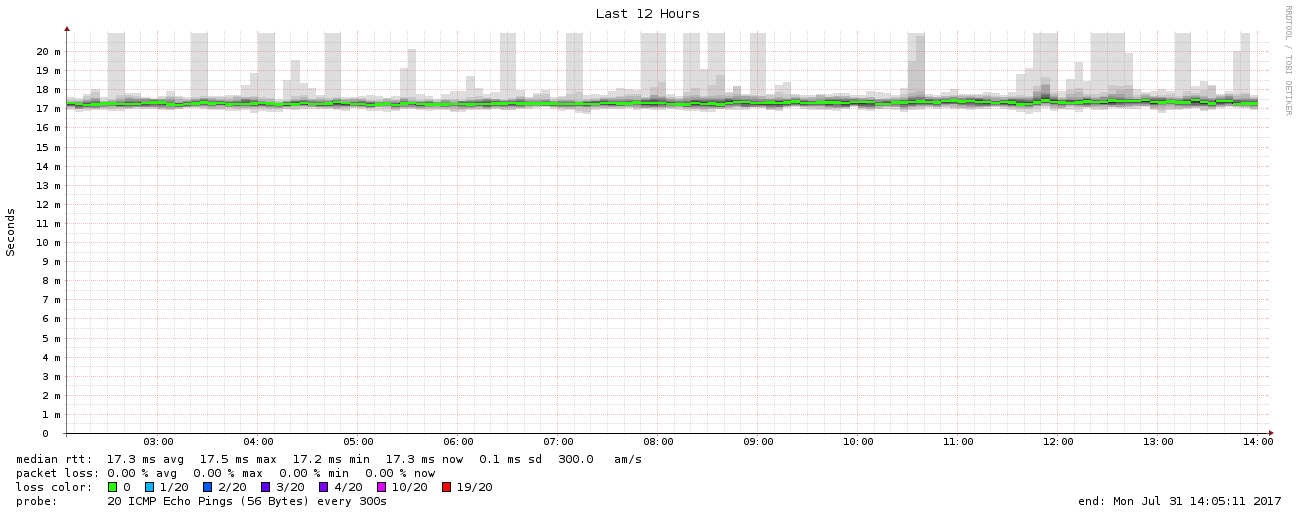 Last 12 Hours
RRDTOOL / TOBI OETIKER
Seconds
20 m
19 m
18 m
17 m
16 m
15 m
14 m
13 m
12 m
11 m
10 m
9 m
8 m
7 m
6 m
5 m
4 m
3 m
2 m
1 m
0
03:00 04:00 05:00 06:00 07:00 08:00 09:00 10:00 11:00 12:00 13:00 14:00
median rtt: 17.3 ms avg 17.5 ms max 17.2 ms min 17.3 ms now 0.1 ms sd 300.0 am/s
packet loss: 0.00 % avg 0.00 % max 0.00 % min 0.00 % now
loss color: 0 1/20 2/20 3/20 4/20 10/20 19/20
probe: 20 ICMP Echo Pings (56 Bytes) every 300s end: Mon Jul 31 14:05:11 2017